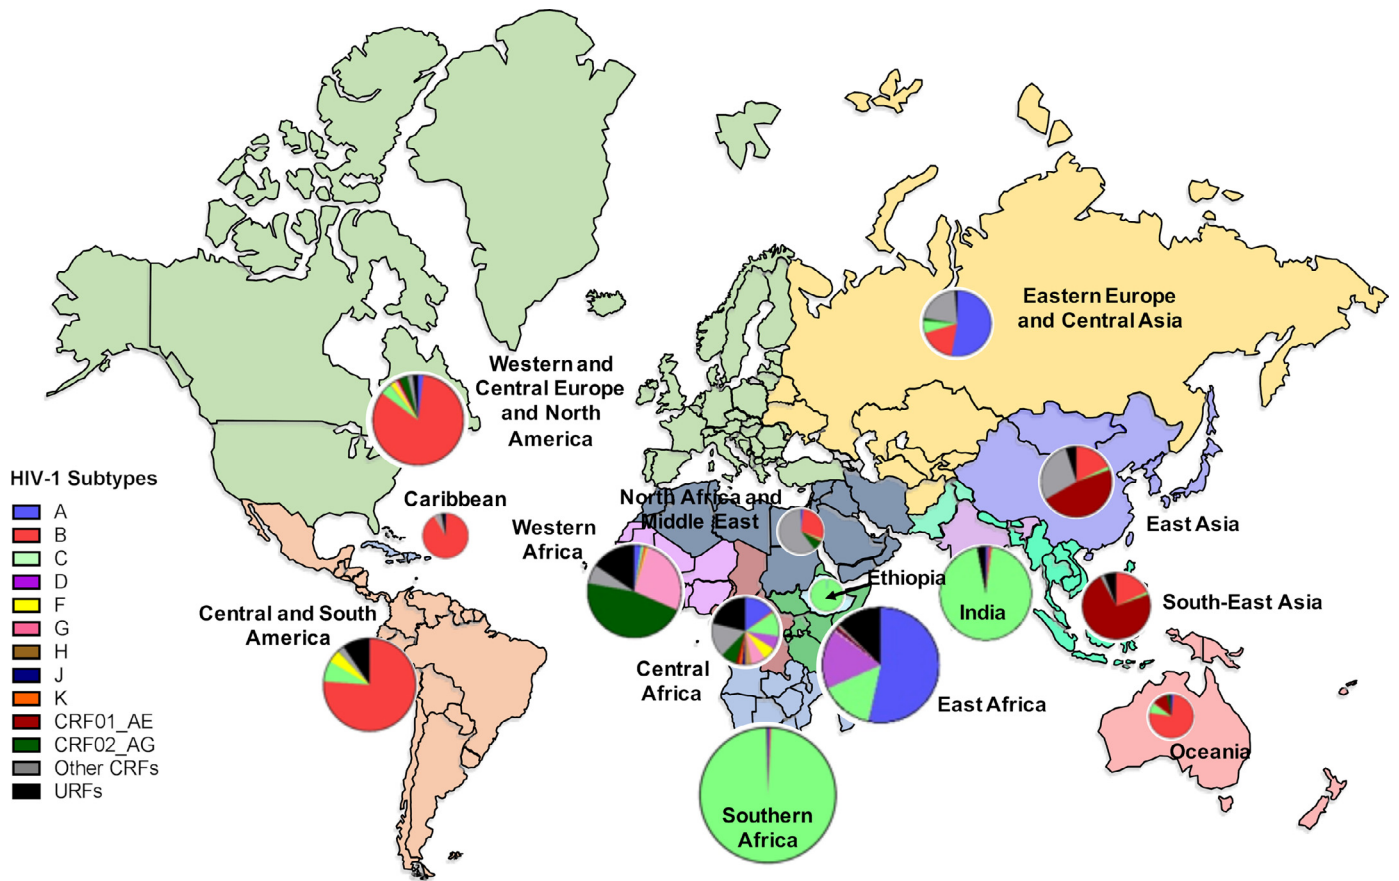 Eastern Europe
and Central Asia
Western and
Central Europe
and North
America
HIV-1 Subtypes
A
B
C
D
F
G
H
J
K
CRF01_AE
CRF02_AG
Other CRFs
URFs
Caribbean
North Africa and
Middle East
Western
Africa
East Asia
Ethiopia
India
South-East Asia
Central and South
America
Central
Africa
East Africa
Oceania
Southern
Africa